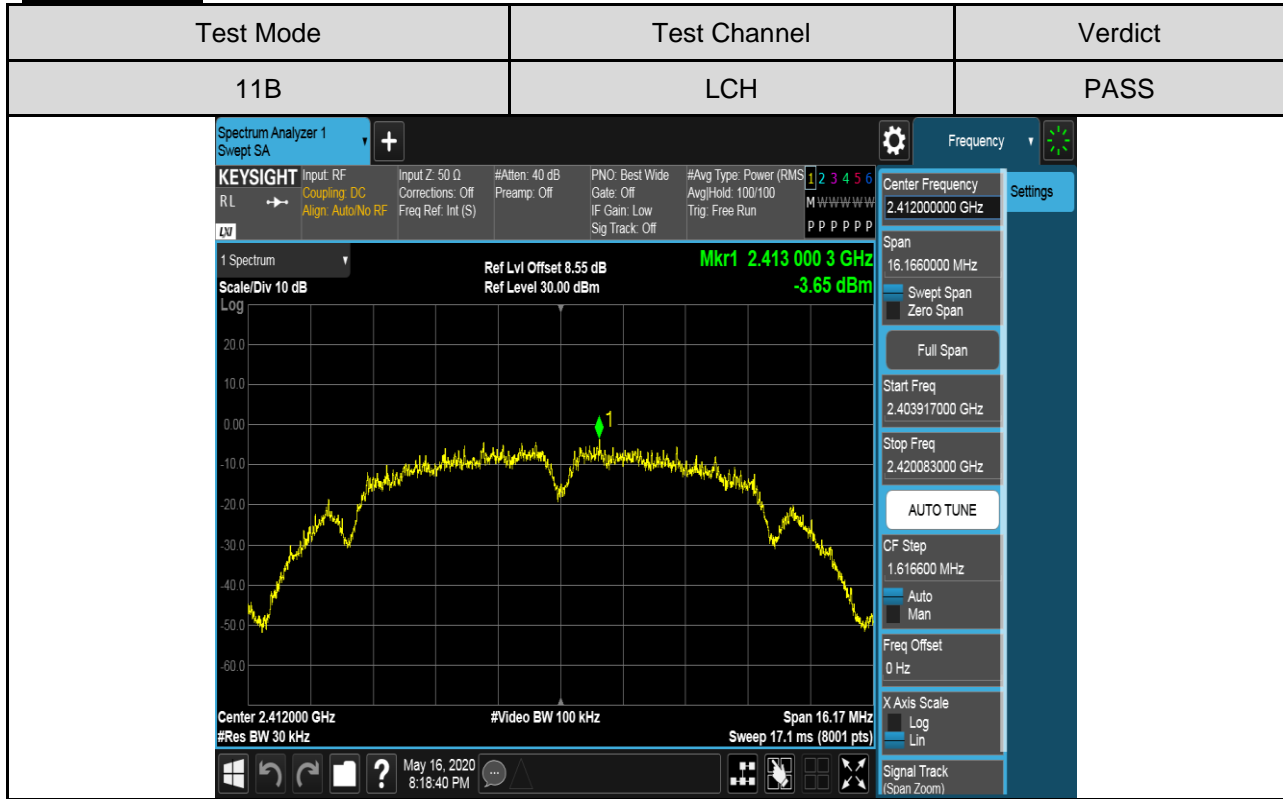 Test Mode Test Channel Verdict
11B LCH PASS
Spectrum Analyzer 1
Swept SA
+
Frequency
KEYSIGHT
RL
LXI
Input: RF
Coupling: DC
Align: Auto/No RF
Input Z: 50 Ω
Corrections: Off
Freq Ref: Int (S)
#Atten: 40 dB
Preamp: Off
PNO: Best Wide
Gate: Off
IF Gain: Low
Sig Track: Off
#Avg Type: Power (RMS
Avg|Hold: 100/100
Trig: Free Run
1 2 3 4 5 6
M W W W W W
P P P P P P
1 Spectrum
Scale/Div 10 dB
Ref Lvl Offset 8.55 dB
Ref Level 30.00 dBm
Mkr1 2.413 000 3 GHz
-3.65 dBm
Log
20.0
10.0
0.00
-10.0
-20.0
-30.0
-40.0
-50.0
-60.0
1
Center 2.412000 GHz
#Res BW 30 kHz
#Video BW 100 kHz
Span 16.17 MHz
Sweep 17.1 ms (8001 pts)
Center Frequency
2.412000000 GHz
Settings
Span
16.1660000 MHz
Swept Span
Zero Span
Full Span
Start Freq
2.403917000 GHz
Stop Freq
2.420083000 GHz
AUTO TUNE
CF Step
1.616600 MHz
Auto
Man
Freq Offset
0 Hz
X Axis Scale
Log
Lin
Signal Track
(Span Zoom)
?
May 16, 2020
8:18:40 PM